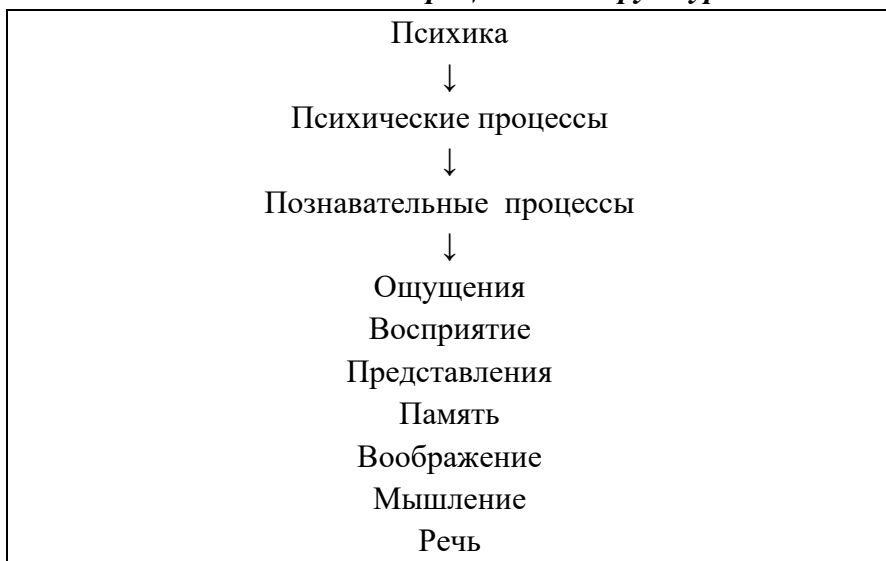 Психика
↓
Психические процессы
↓
Познавательные процессы
↓
Ощущения
Восприятие
Представления
Память
Воображение
Мышление
Речь